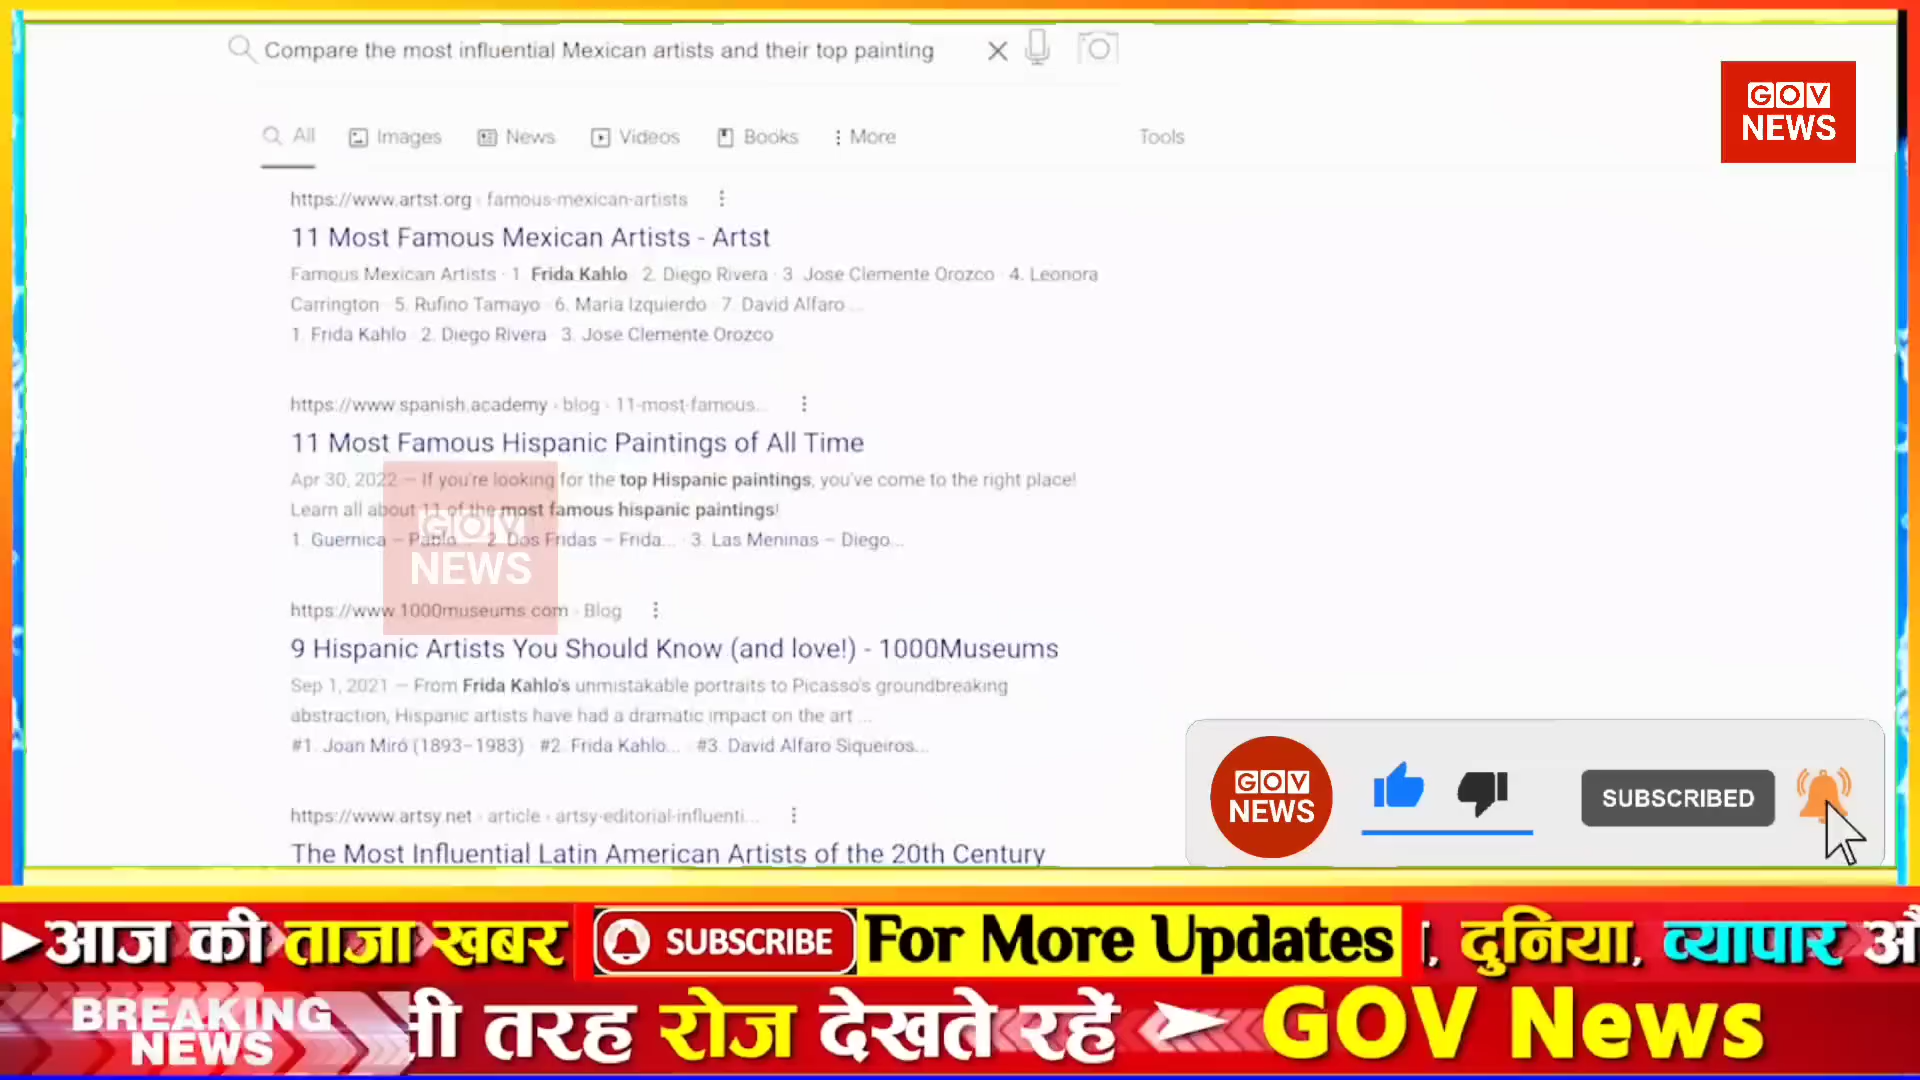 Compare the most influential Mexican artists and their top painting
GOV
NEWS
All Images News Videos Books More Tools
https://www.artst.org › famous-mexican-artists
11 Most Famous Mexican Artists - Artst
Famous Mexican Artists · 1. Frida Kahlo · 2. Diego Rivera · 3. Jose Clemente Orozco · 4. Leonora
Carrington · 5. Rufino Tamayo · 6. Maria Izquierdo · 7. David Alfaro ...
1. Frida Kahlo · 2. Diego Rivera · 3. Jose Clemente Orozco
https://www.spanish.academy › blog › 11-most-famous...
11 Most Famous Hispanic Paintings of All Time
Apr 30, 2022 — If you're looking for the top Hispanic paintings, you've come to the right place!
Learn all about 11 of the most famous hispanic paintings!
1. Guernica – Pablo... · 2. Dos Fridas – Frida... · 3. Las Meninas – Diego...
GOV
NEWS
https://www.1000museums.com › Blog
9 Hispanic Artists You Should Know (and love!) - 1000Museums
Sep 1, 2021 — From Frida Kahlo's unmistakable portraits to Picasso's groundbreaking
abstraction, Hispanic artists have had a dramatic impact on the art ...
#1. Joan Miró (1893–1983) · #2. Frida Kahlo... · #3. David Alfaro Siqueiros...
https://www.artsy.net › article › artsy-editorial-influenti...
The Most Influential Latin American Artists of the 20th Century
GOV
NEWS
SUBSCRIBED
आज की ताजा खबर SUBSCRIBE For More Updates , दुनिया, व्यापार औ
BREAKING
NEWS
ी तरह रोज देखते रहें GOV News